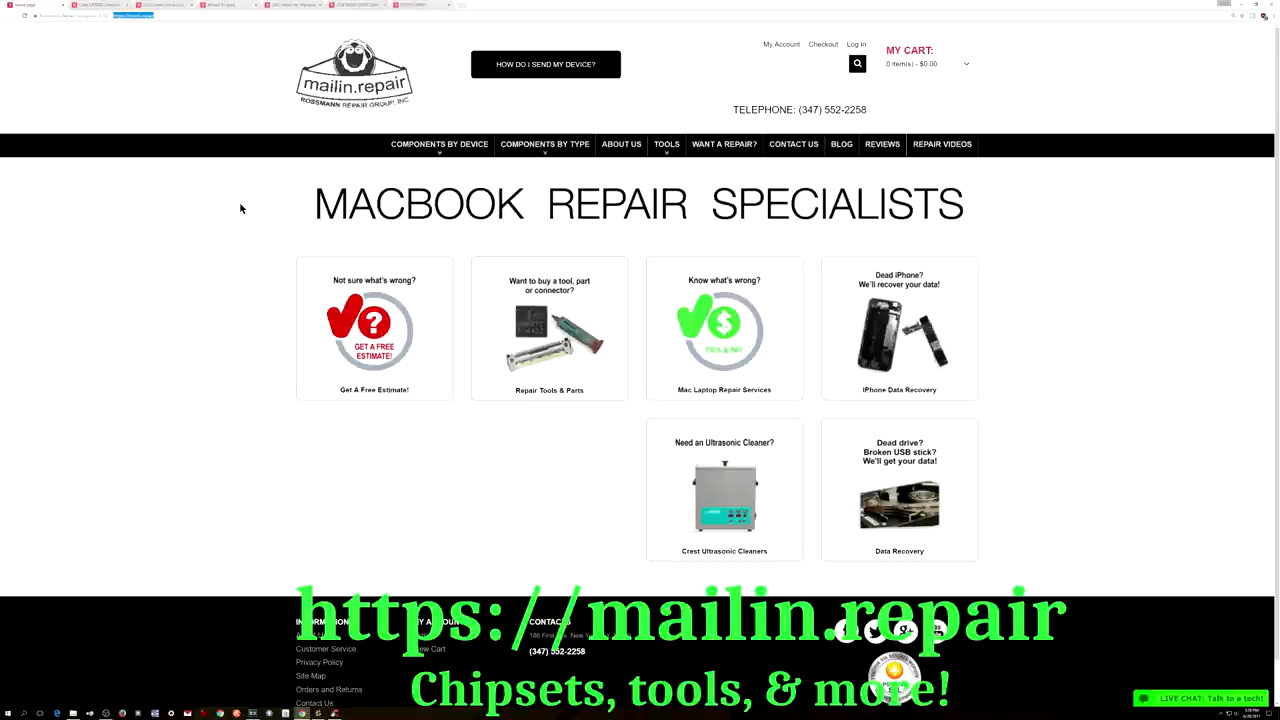 My Account Checkout Log In
MY CART:
0 item(s) - $0.00
HOW DO I SEND MY DEVICE?
mailin.repair
ROSSMANN REPAIR GROUP, INC
TELEPHONE: (347) 552-2258
COMPONENTS BY DEVICE COMPONENTS BY TYPE ABOUT US TOOLS WANT A REPAIR? CONTACT US BLOG REVIEWS REPAIR VIDEOS
MACBOOK REPAIR SPECIALISTS
Not sure what's wrong?
GET A FREE
ESTIMATE!
Get A Free Estimate!
Want to buy a tool, part
or connector?
Repair Tools & Parts
Know what's wrong?
PICK & PAY
Mac Laptop Repair Services
Dead iPhone?
We'll recover your data!
iPhone Data Recovery
Need an Ultrasonic Cleaner?
Crest Ultrasonic Cleaners
Dead drive?
Broken USB stick?
We'll get your data!
Data Recovery
https://mailin.repair
Customer Service
Privacy Policy
Site Map
Orders and Returns
Contact Us
Cart
(347) 552-2258
Chipsets, tools, & more!
LIVE CHAT: Talk to a tech!